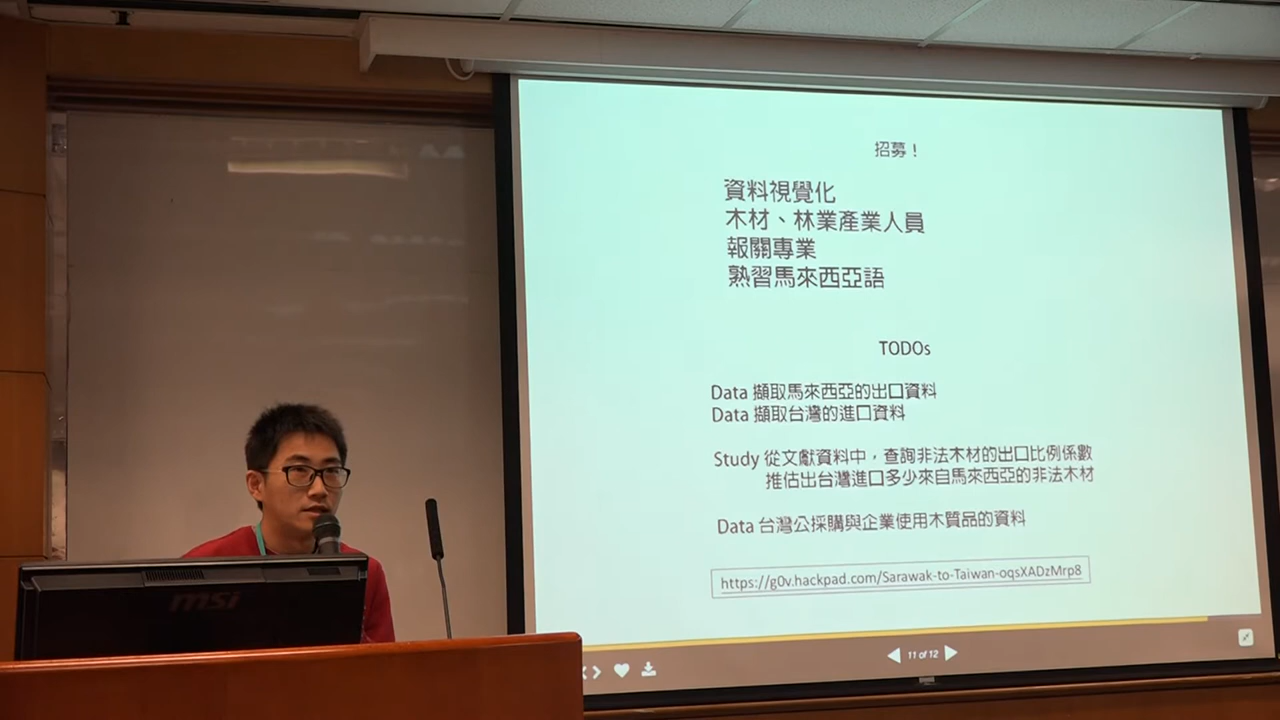 招募！
資料視覺化
木材、林業產業人員
報關專業
熟習馬來西亞語
TODOs
Data 擷取馬來西亞的出口資料
Data 擷取台灣的進口資料
Study 從文獻資料中，查詢非法木材的出口比例係數
推估出台灣進口多少來自馬來西亞的非法木材
Data 台灣公採購與企業使用木質品的資料
https://g0v.hackpad.com/Sarawak-to-Taiwan-oqsXADzMrp8
11 of 12
msi